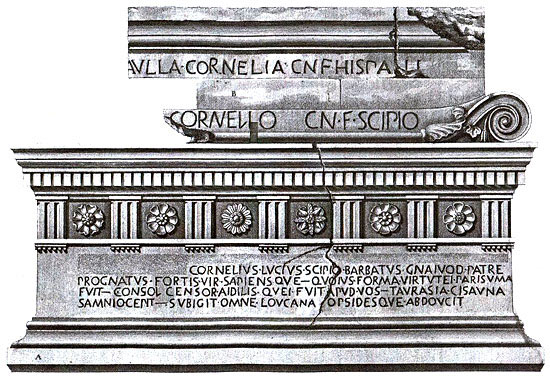 AVLLA·CORNELIA·CN·F·HISPALLI
B
CORNELIO CN·F·SCIPIO
CORNELIVS·LVCIVS·SCIPIO·BARBATVS·GNAIVOD·PATRE
PROGNATVS·FORTIS·VIR·SAPIENSQVE—QVOIVS·FORMA·VIRTVTEI·PARISVMA
FVIT—CONSOL CENSOR·AIDILIS·QVEI·FVIT·APVD·VOS—TAVRASIA·CISAVNA
SAMNIO·CEPIT—SVBIGIT·OMNE·LOVCANA·OPSIDESQVE·ABDOVCIT
A